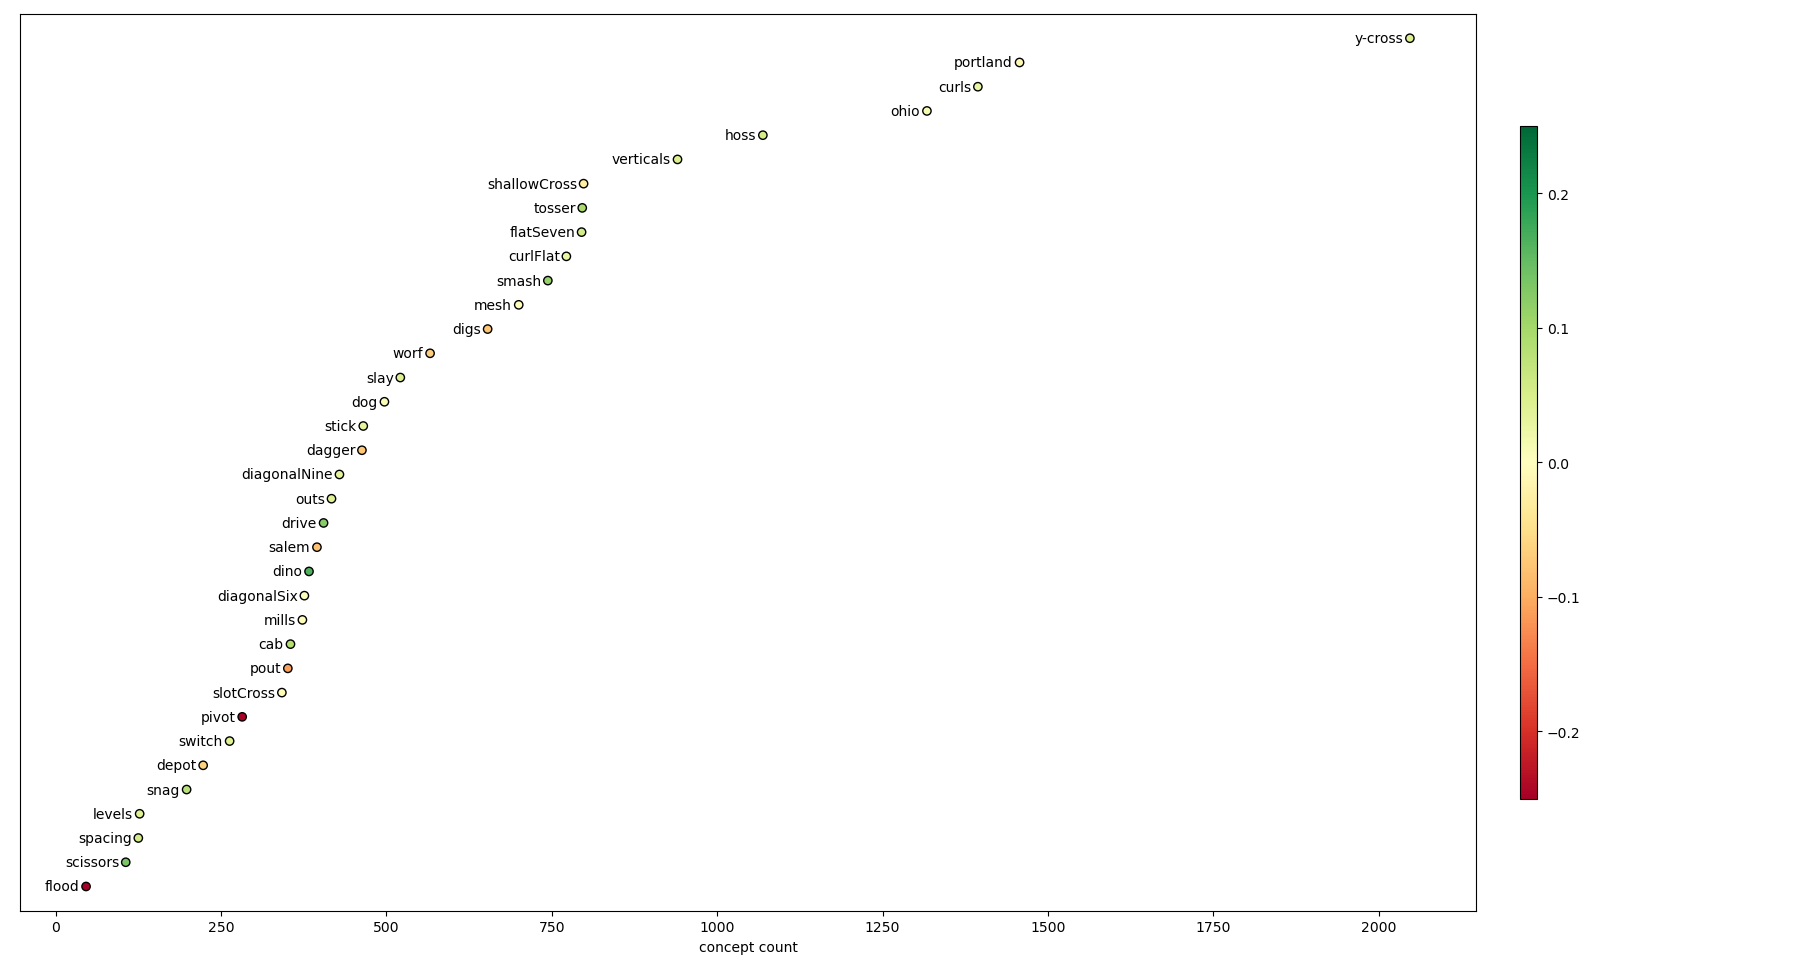 y-cross
portland
curls
ohio
hoss
verticals
shallowCross
tosser
flatSeven
curlFlat
smash
mesh
digs
worf
slay
dog
stick
dagger
diagonalNine
outs
drive
salem
dino
diagonalSix
mills
cab
pout
slotCross
pivot
switch
depot
snag
levels
spacing
scissors
flood
0 250 500 750 1000 1250 1500 1750 2000
concept count
0.2
0.1
0.0
−0.1
−0.2